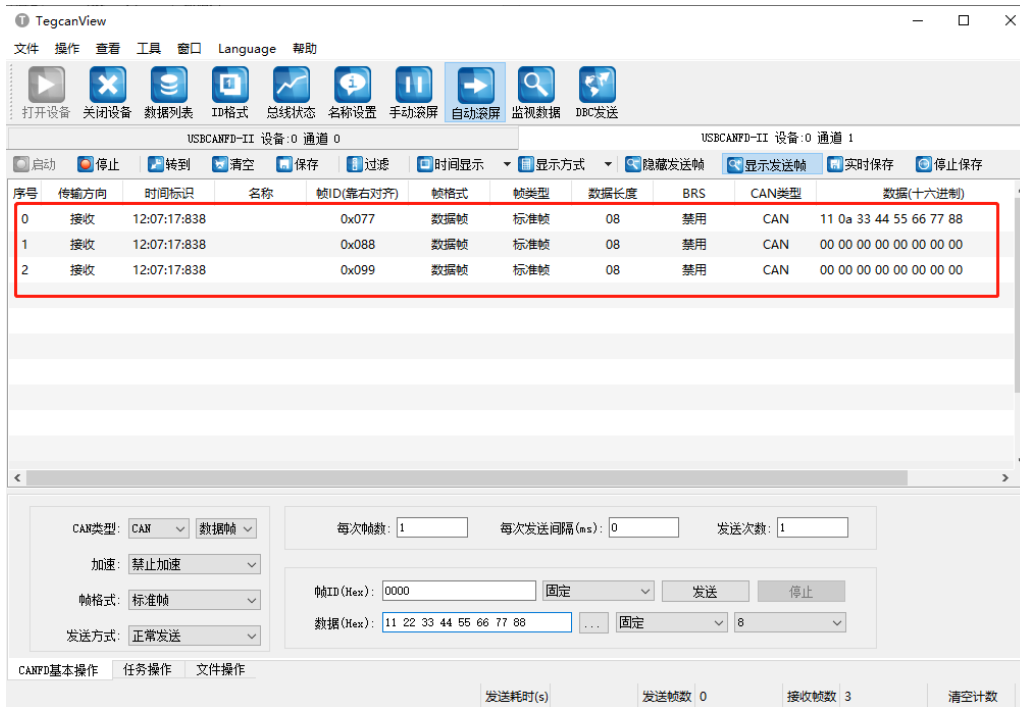 TegcanView
文件 操作 查看 工具 窗口 Language 帮助
打开设备 关闭设备 数据列表 ID格式 总线状态 名称设置 手动滚屏 自动滚屏 监视数据 DBC发送
USBCANFD-II 设备:0 通道 0 USBCANFD-II 设备:0 通道 1
启动 停止 转到 清空 保存 过滤 时间显示 显示方式 隐藏发送帧 显示发送帧 实时保存 停止保存
序号 传输方向 时间标识 名称 帧ID(靠右对齐) 帧格式 帧类型 数据长度 BRS CAN类型 数据(十六进制)
0 接收 12:07:17:838 0x077 数据帧 标准帧 08 禁用 CAN 11 0a 33 44 55 66 77 88
1 接收 12:07:17:838 0x088 数据帧 标准帧 08 禁用 CAN 00 00 00 00 00 00 00 00
2 接收 12:07:17:838 0x099 数据帧 标准帧 08 禁用 CAN 00 00 00 00 00 00 00 00
CAN类型: CAN 数据帧 每次帧数: 1 每次发送间隔(ms): 0 发送次数: 1
加速: 禁止加速
帧ID(Hex): 0000 固定 发送 停止
帧格式: 标准帧
数据(Hex): 11 22 33 44 55 66 77 88 ... 固定 8
发送方式: 正常发送
CANFD基本操作 任务操作 文件操作
发送耗时(s) 发送帧数 0 接收帧数 3 清空计数